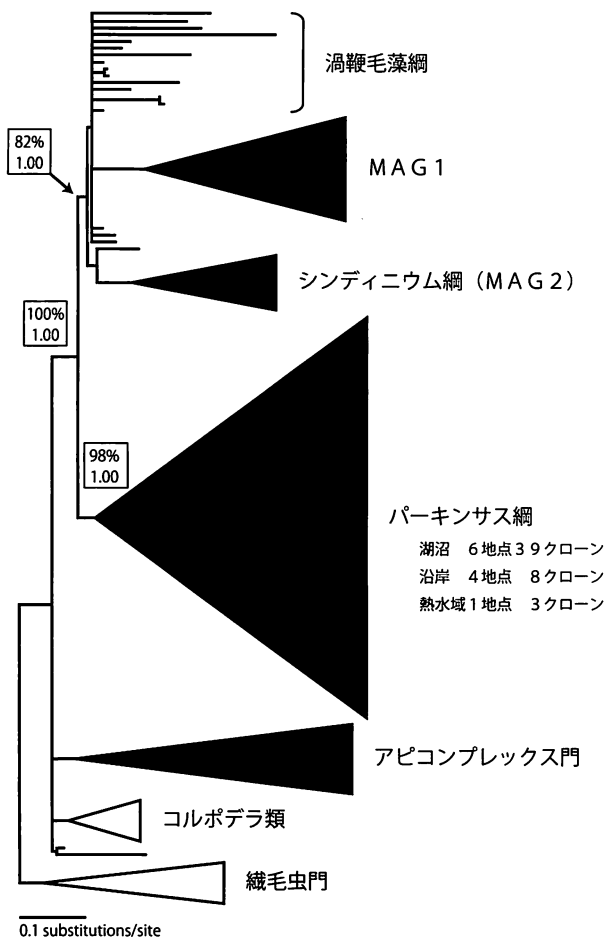 渦鞭毛藻綱
82%
1.00
ＭＡＧ１
シンディニウム綱（ＭＡＧ２）
100%
1.00
98%
1.00
パーキンサス綱
湖沼　６地点３９クローン
沿岸　４地点　８クローン
熱水域１地点　３クローン
アピコンプレックス門
コルポデラ類
繊毛虫門
0.1 substitutions/site